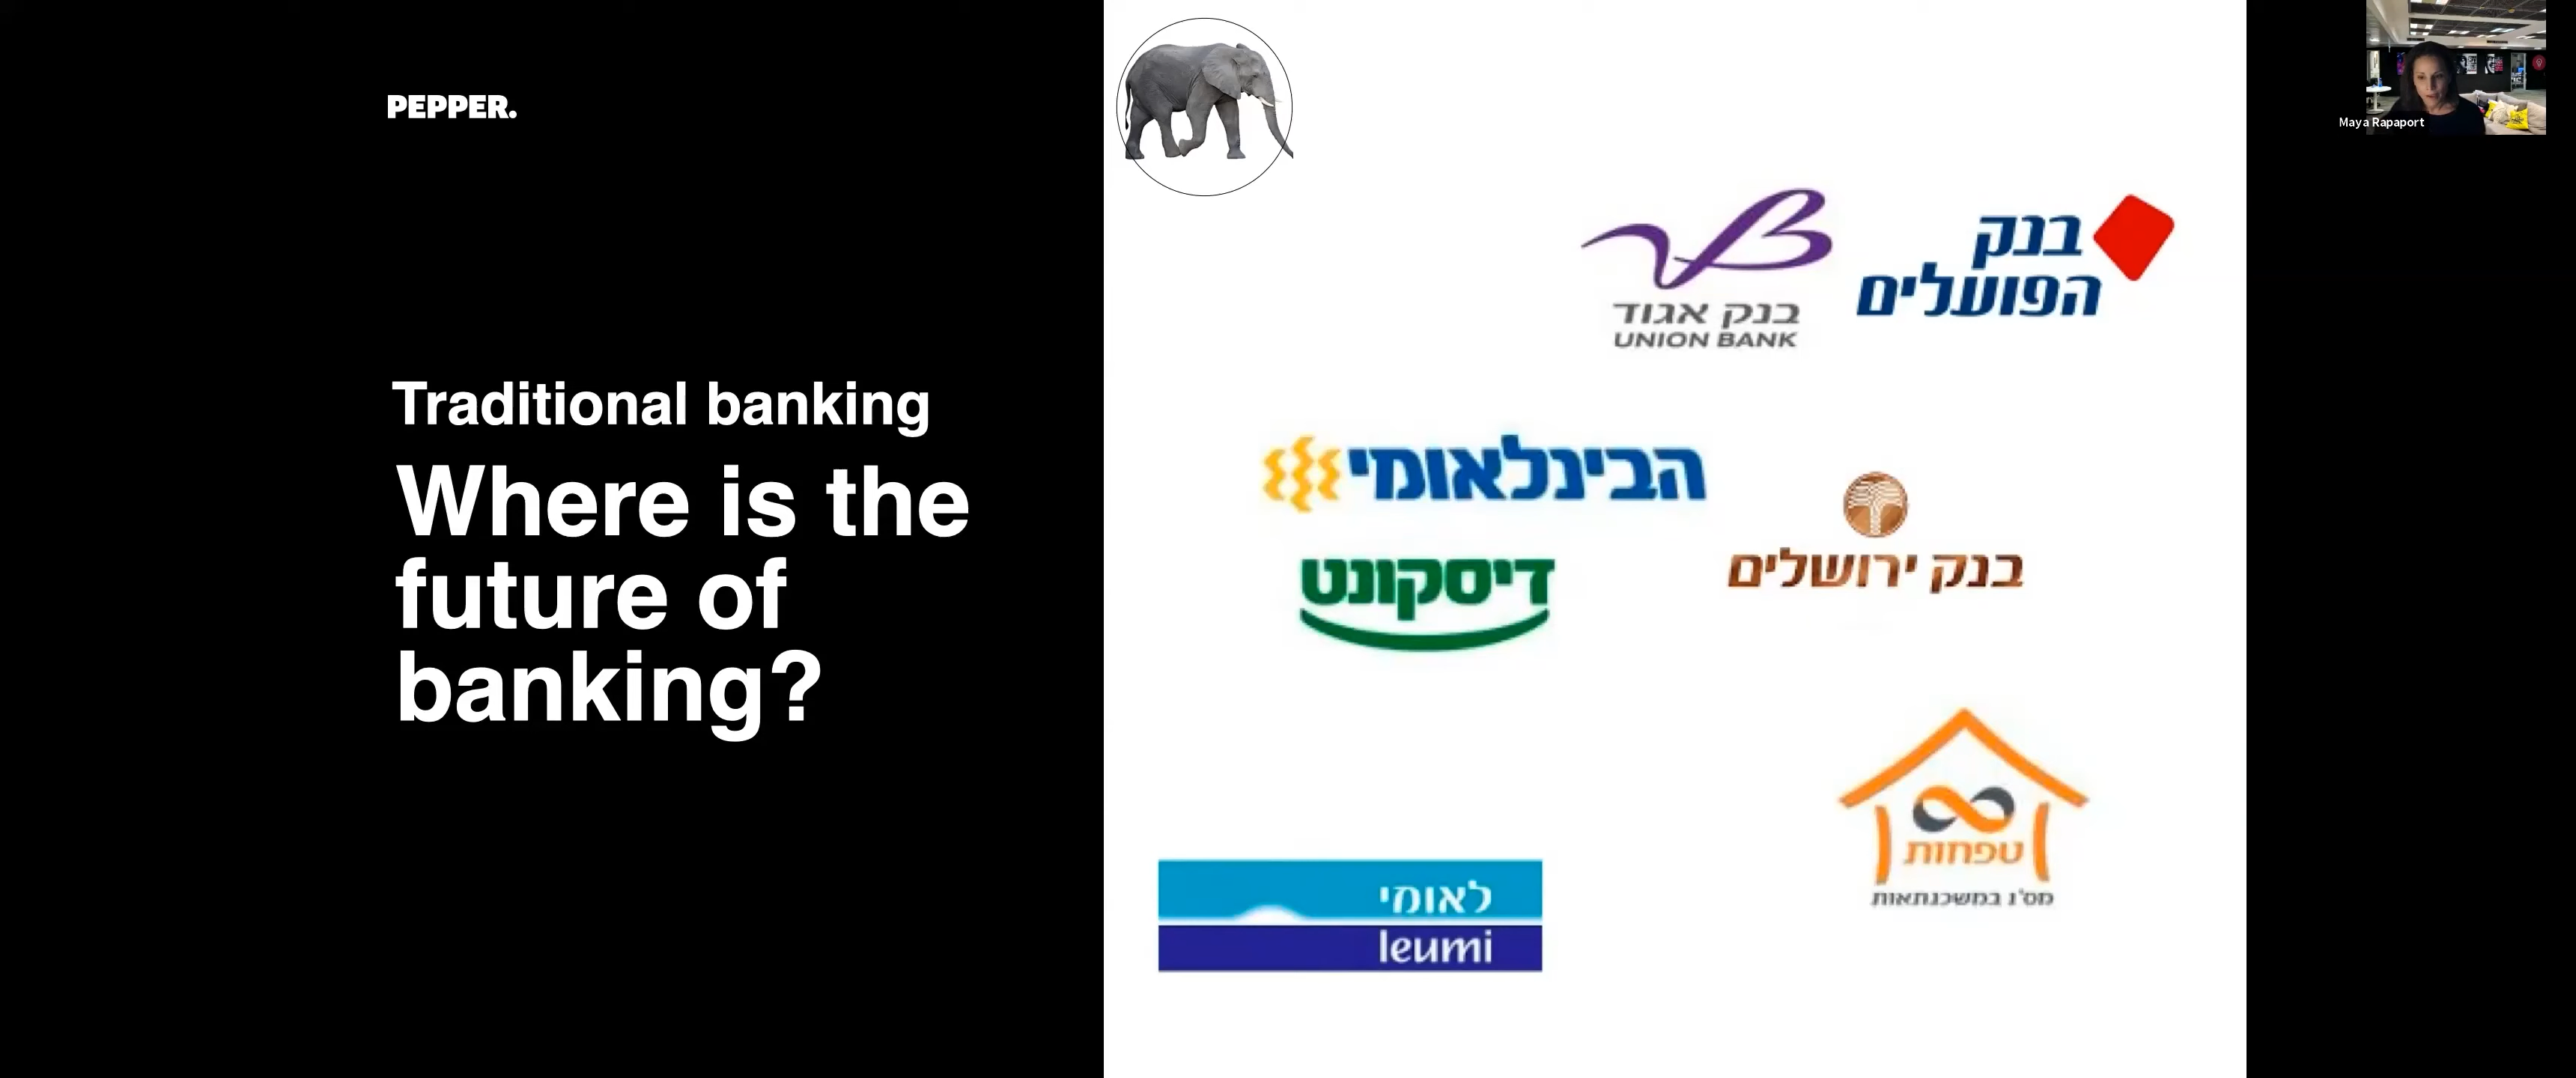 PEPPER.
Traditional banking
Where is the
future of
banking?
בנק אגוד
UNION BANK
בנק
הפועלים
הבינלאומי
דיסקונט
בנק ירושלים
טפחות
מס'1 במשכנתאות
לאומי
leumi
Maya Rapaport